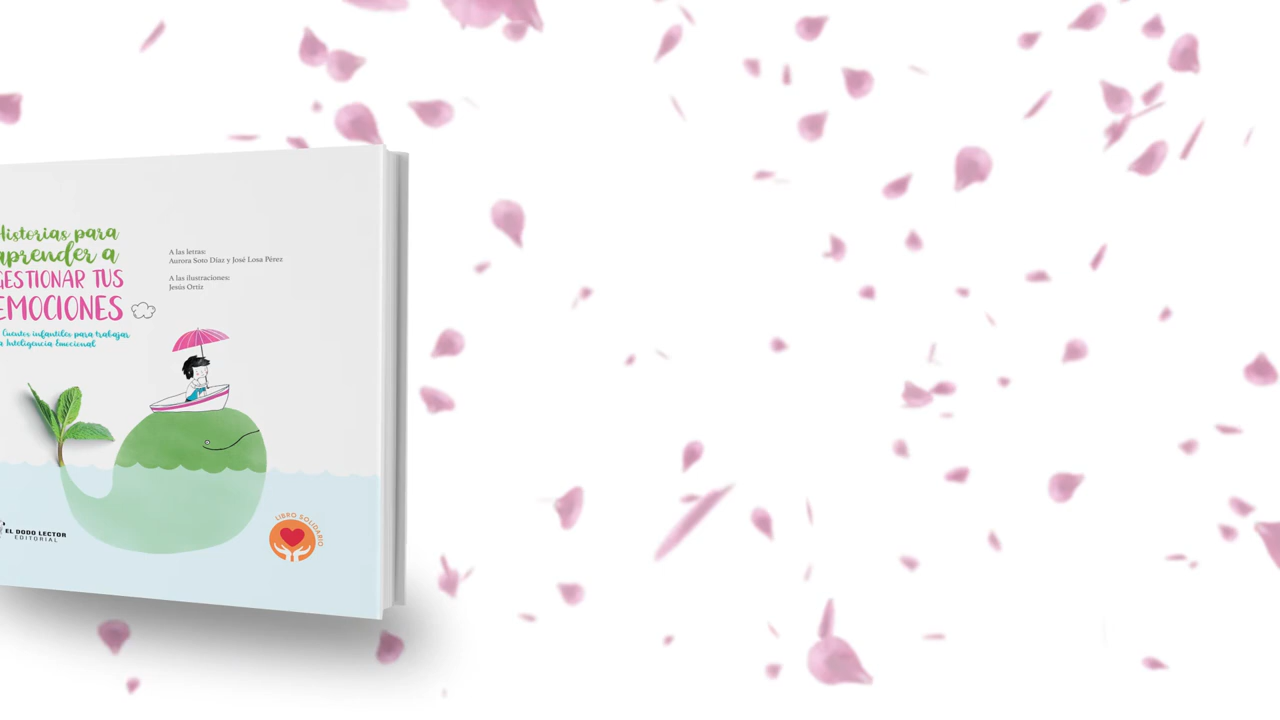 Historias para
aprender a
GESTIONAR TUS
EMOCIONES
Cuentos infantiles para trabajar
la Inteligencia Emocional
A las letras:
Aurora Soto Díaz y José Losa Pérez
A las ilustraciones:
Jesús Ortiz
EL DODO LECTOR
EDITORIAL
LIBRO SOLIDARIO